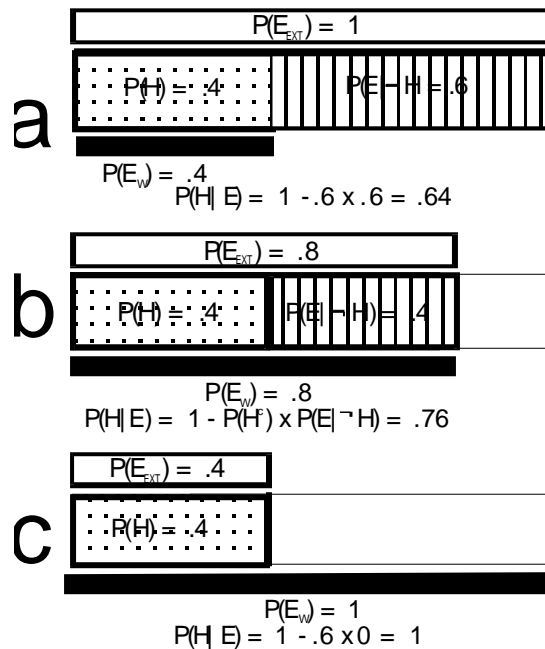 P(E_EXT) = 1
a
P(H) = .4 P(E|¬H = .6
P(E_W) = .4
P(H|E) = 1 - .6 x .6 = .64
P(E_EXT) = .8
b
P(H) = .4 P(E|¬H) = .4
P(E_W) = .8
P(H|E) = 1 - P(H^c) x P(E|¬H) = .76
P(E_EXT) = .4
P(H) = .4
c
P(E_W) = 1
P(H|E) = 1 - .6 x 0 = 1